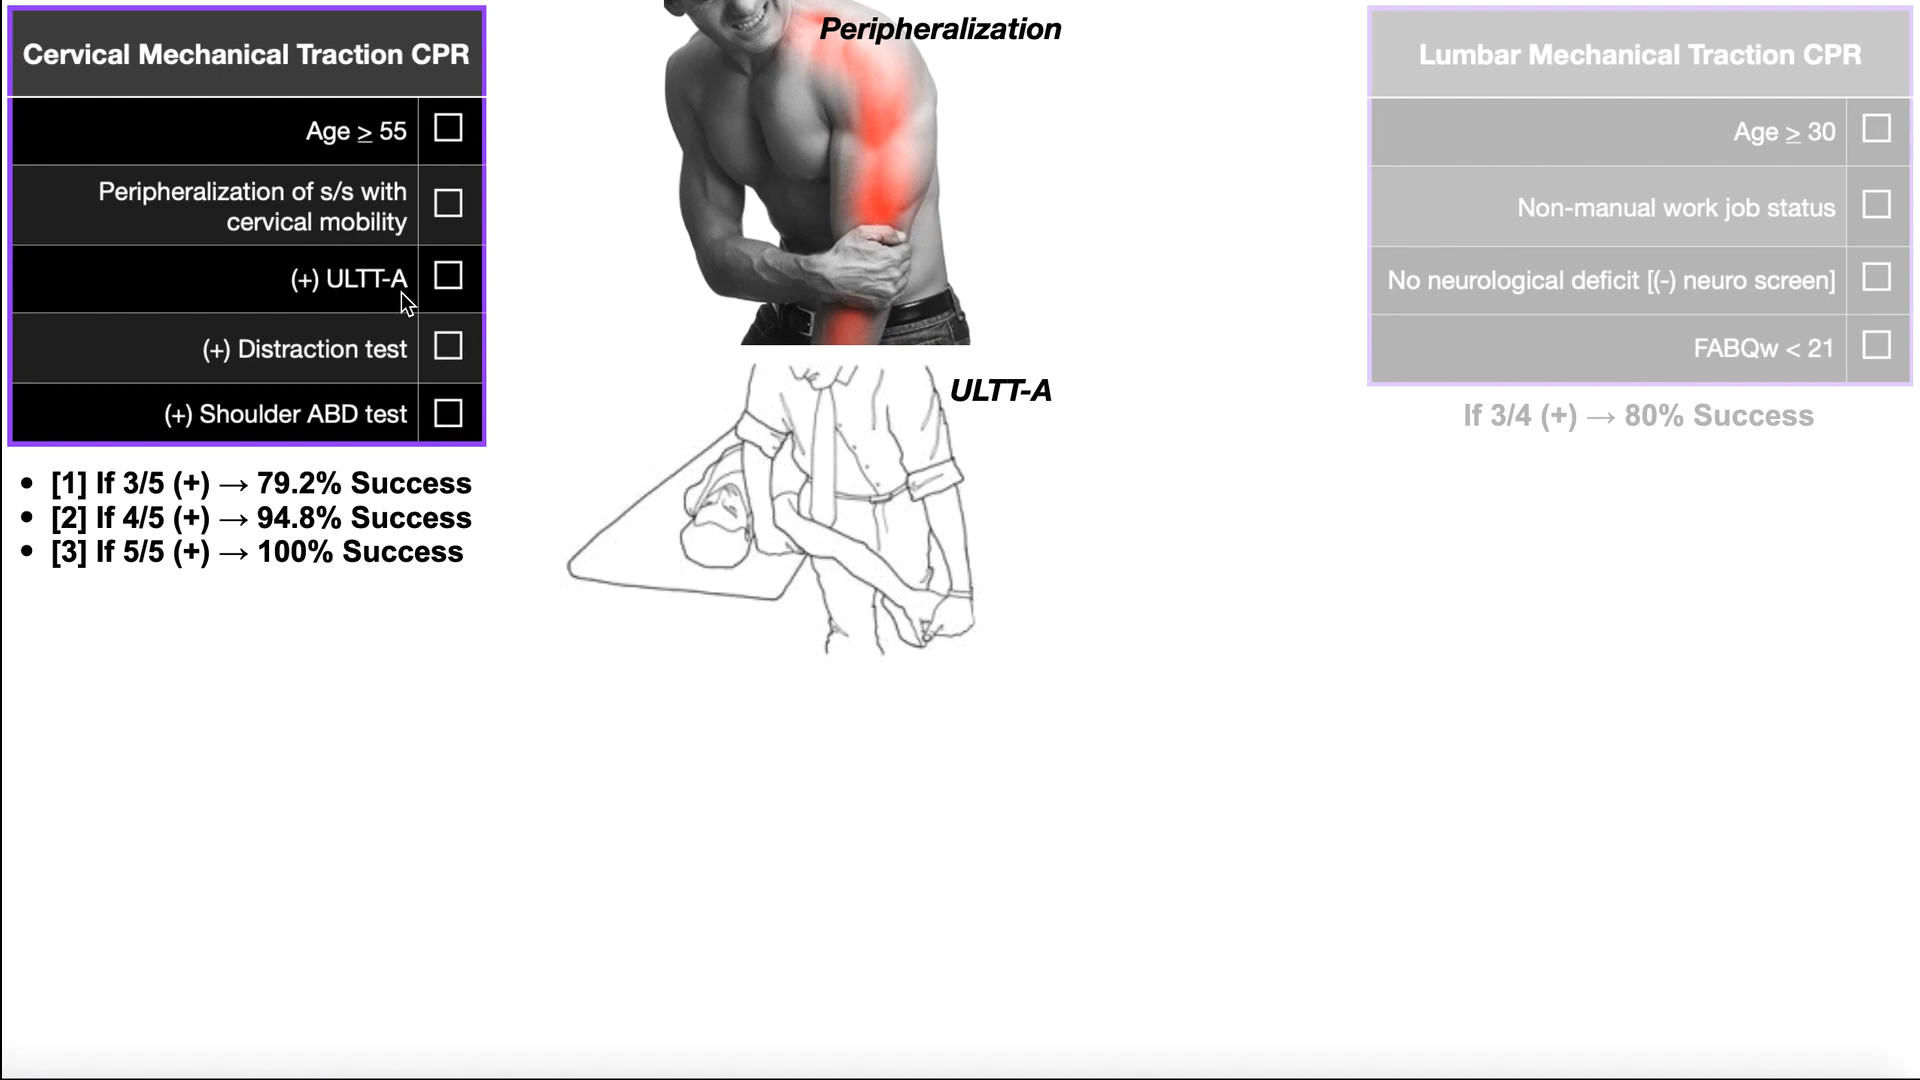 Cervical Mechanical Traction CPR
Age ≥ 55
Peripheralization of s/s with
cervical mobility
(+) ULTT-A
(+) Distraction test
(+) Shoulder ABD test
• [1] If 3/5 (+) → 79.2% Success
• [2] If 4/5 (+) → 94.8% Success
• [3] If 5/5 (+) → 100% Success
Peripheralization
ULTT-A
Lumbar Mechanical Traction CPR
Age ≥ 30
Non-manual work job status
No neurological deficit [(-) neuro screen]
FABQw < 21
If 3/4 (+) → 80% Success